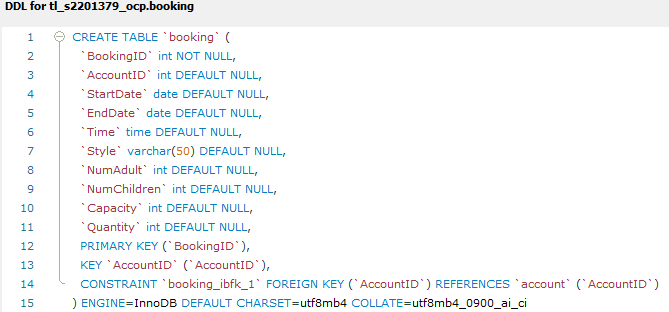 DDL for tl_s2201379_ocp.booking
1 CREATE TABLE `booking` (
2 `BookingID` int NOT NULL,
3 `AccountID` int DEFAULT NULL,
4 `StartDate` date DEFAULT NULL,
5 `EndDate` date DEFAULT NULL,
6 `Time` time DEFAULT NULL,
7 `Style` varchar(50) DEFAULT NULL,
8 `NumAdult` int DEFAULT NULL,
9 `NumChildren` int DEFAULT NULL,
10 `Capacity` int DEFAULT NULL,
11 `Quantity` int DEFAULT NULL,
12 PRIMARY KEY (`BookingID`),
13 KEY `AccountID` (`AccountID`),
14 CONSTRAINT `booking_ibfk_1` FOREIGN KEY (`AccountID`) REFERENCES `account` (`AccountID`)
15 ) ENGINE=InnoDB DEFAULT CHARSET=utf8mb4 COLLATE=utf8mb4_0900_ai_ci